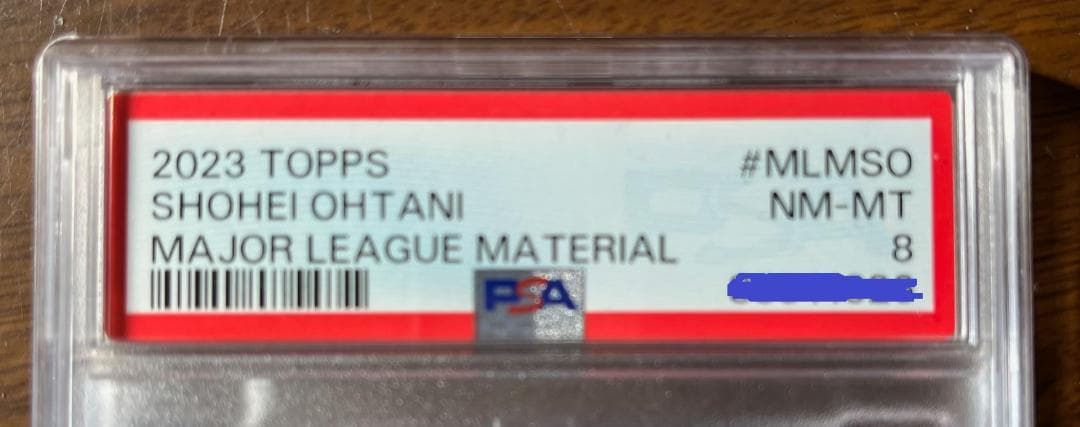 2023 TOPPS #MLMSO
SHOHEI OHTANI NM-MT
MAJOR LEAGUE MATERIAL 8
PSA